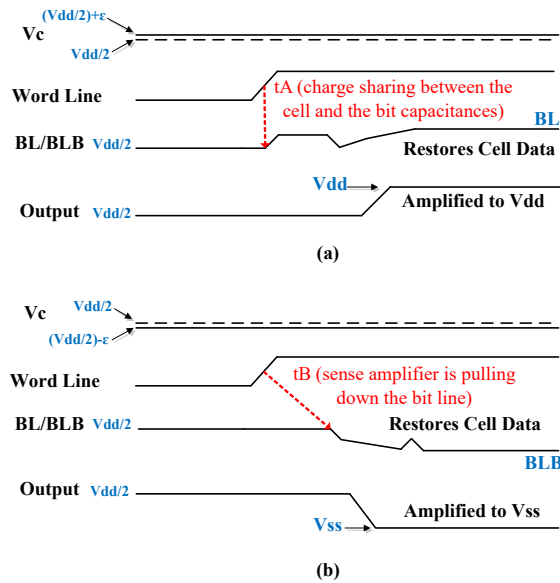 (Vdd/2)+ε
Vc
Vdd/2
Word Line
tA (charge sharing between the
cell and the bit capacitances)
BL
BL/BLB Vdd/2
Restores Cell Data
Vdd
Output Vdd/2
Amplified to Vdd
(a)
Vdd/2
Vc
(Vdd/2)-ε
Word Line
tB (sense amplifier is pulling
down the bit line)
BL/BLB Vdd/2
Restores Cell Data
BLB
Output Vdd/2
Amplified to Vss
Vss
(b)